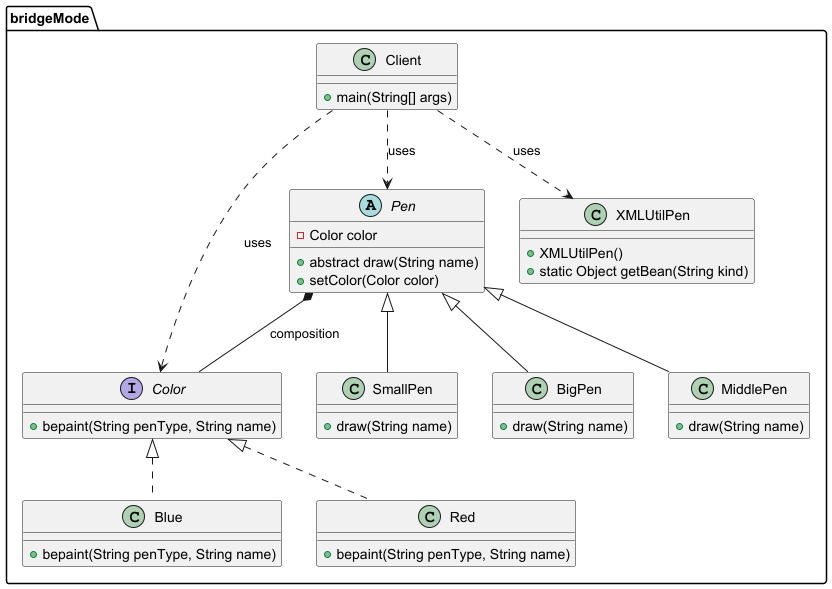 bridgeMode
C Client
main(String[] args)
uses
uses
uses
A Pen
Color color
abstract draw(String name)
setColor(Color color)
C XMLUtilPen
XMLUtilPen()
static Object getBean(String kind)
composition
I Color
bepaint(String penType, String name)
C SmallPen
draw(String name)
C BigPen
draw(String name)
C MiddlePen
draw(String name)
C Blue
bepaint(String penType, String name)
C Red
bepaint(String penType, String name)